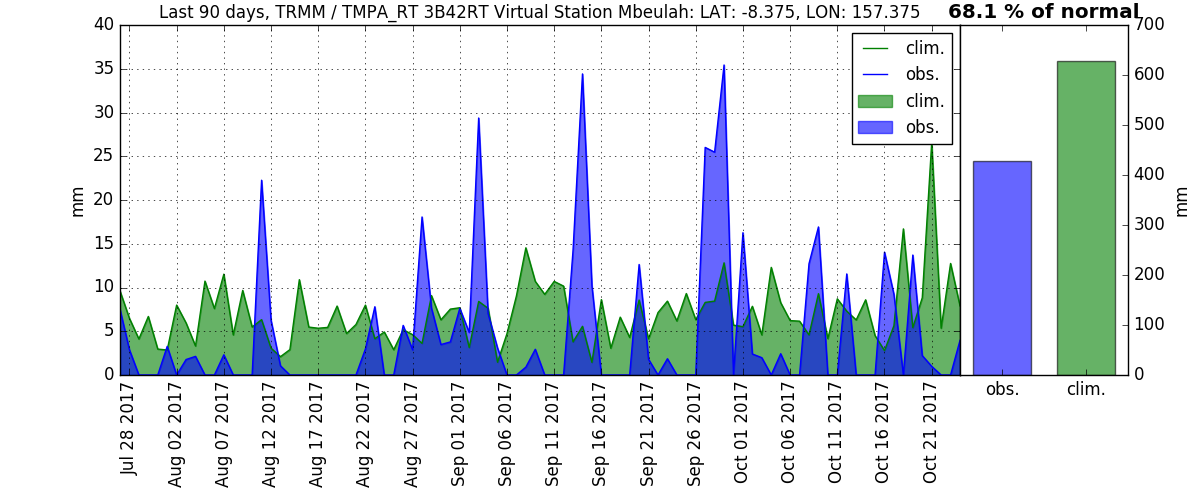 Last 90 days, TRMM / TMPA_RT 3B42RT Virtual Station Mbeulah: LAT: -8.375, LON: 157.375
68.1 % of normal
40
35
30
25
20
15
10
5
0
mm
clim.
obs.
clim.
obs.
Jul 28 2017
Aug 02 2017
Aug 07 2017
Aug 12 2017
Aug 17 2017
Aug 22 2017
Aug 27 2017
Sep 01 2017
Sep 06 2017
Sep 11 2017
Sep 16 2017
Sep 21 2017
Sep 26 2017
Oct 01 2017
Oct 06 2017
Oct 11 2017
Oct 16 2017
Oct 21 2017
700
600
500
400
300
200
100
0
mm
obs.
clim.